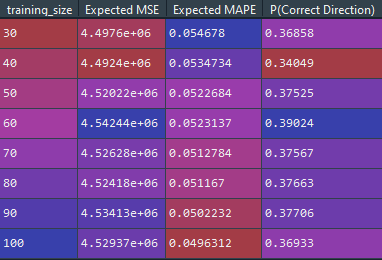 training_size Expected MSE Expected MAPE P(Correct Direction)
30 4.4976e+06 0.054678 0.36858
40 4.4924e+06 0.0534734 0.34049
50 4.52022e+06 0.0522684 0.37525
60 4.54244e+06 0.0523137 0.39024
70 4.52628e+06 0.0512784 0.37567
80 4.52418e+06 0.051167 0.37663
90 4.53413e+06 0.0502232 0.37706
100 4.52937e+06 0.0496312 0.36933